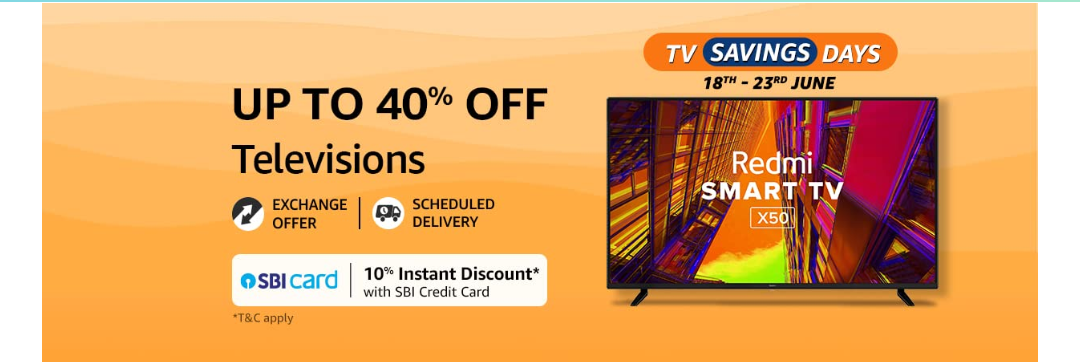 TV SAVINGS DAYS
18TH - 23RD JUNE
UP TO 40% OFF
Televisions
EXCHANGE
OFFER
SCHEDULED
DELIVERY
SBI card
10% Instant Discount*
with SBI Credit Card
*T&C apply
Redmi
SMART TV
X50